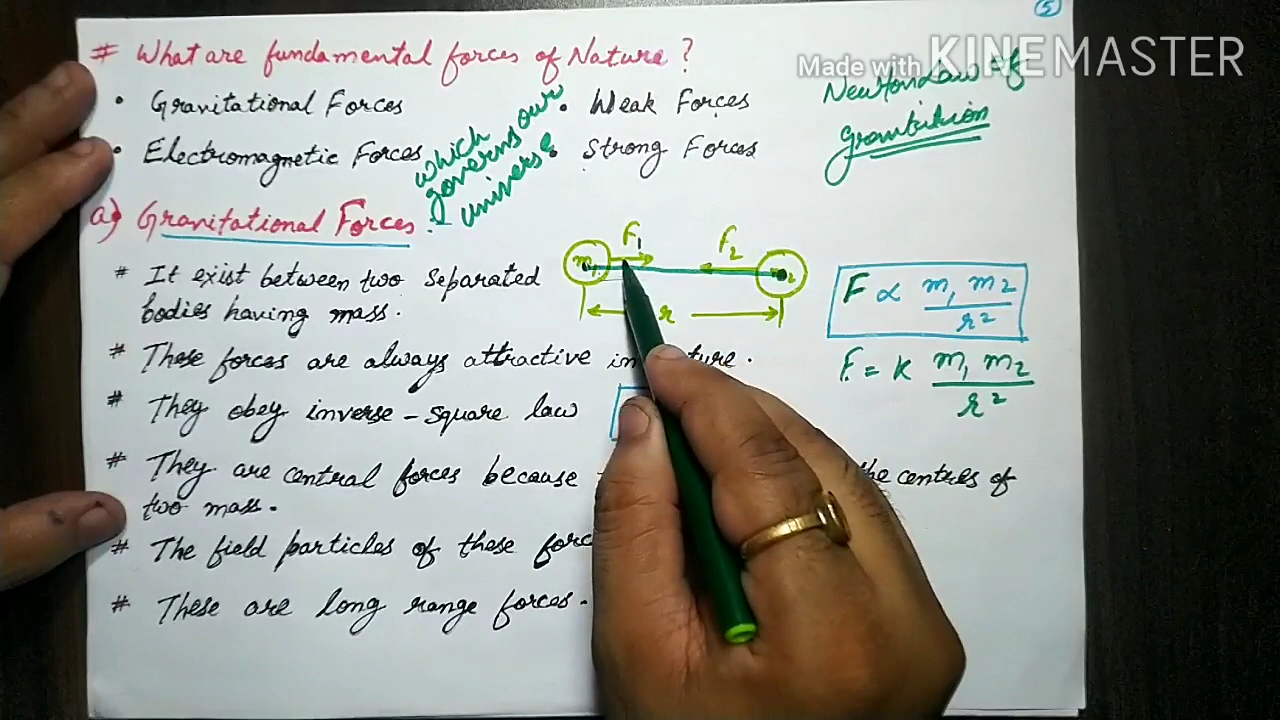 5
Made with KINEMASTER
# What are fundamental forces of Nature?
• Gravitational Forces
• Weak Forces
• Electromagnetic Forces
• Strong Forces
which
governs our
universe
Newton Law of
gravitation
a) Gravitational Forces :-
# It exist between two separated
bodies having mass.
m1 F1 F2 m2
r
F ∝ m1 m2 / r²
F = K m1 m2 / r²
# These forces are always attractive in
# They obey inverse - square law
# They are central forces because the centres of
two mass.
# The field particles of these
# These are long range forces.